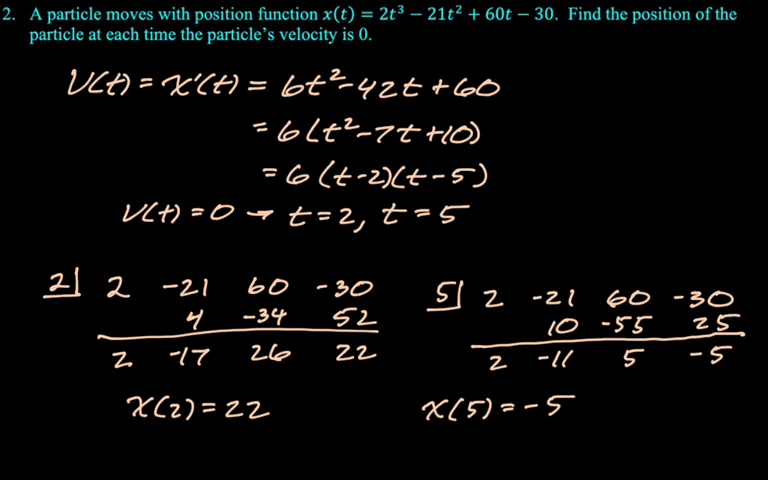 2. A particle moves with position function x(t) = 2t³ − 21t² + 60t − 30. Find the position of the
particle at each time the particle's velocity is 0.
V(t) = x'(t) = 6t² - 42t + 60
= 6(t² - 7t + 10)
= 6(t-2)(t-5)
V(t) = 0 → t = 2, t = 5
2| 2 -21 60 -30
4 -34 52
2 -17 26 22
x(2) = 22
5| 2 -21 60 -30
10 -55 25
2 -11 5 -5
x(5) = -5